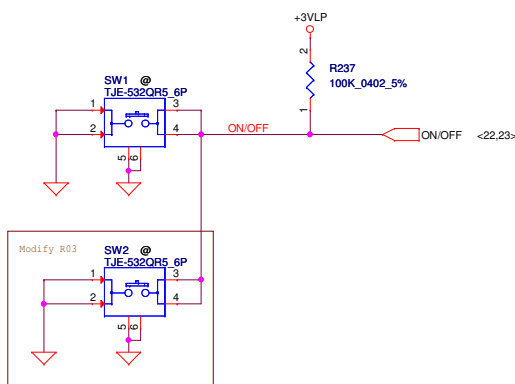 +3VLP
2
R237
100K_0402_5%
1
SW1 @
TJE-532QR5_6P
1
3
2
4
5
6
ON/OFF
ON/OFF <22,23>
Modify R03
SW2 @
TJE-532QR5_6P
1
3
2
4
5
6